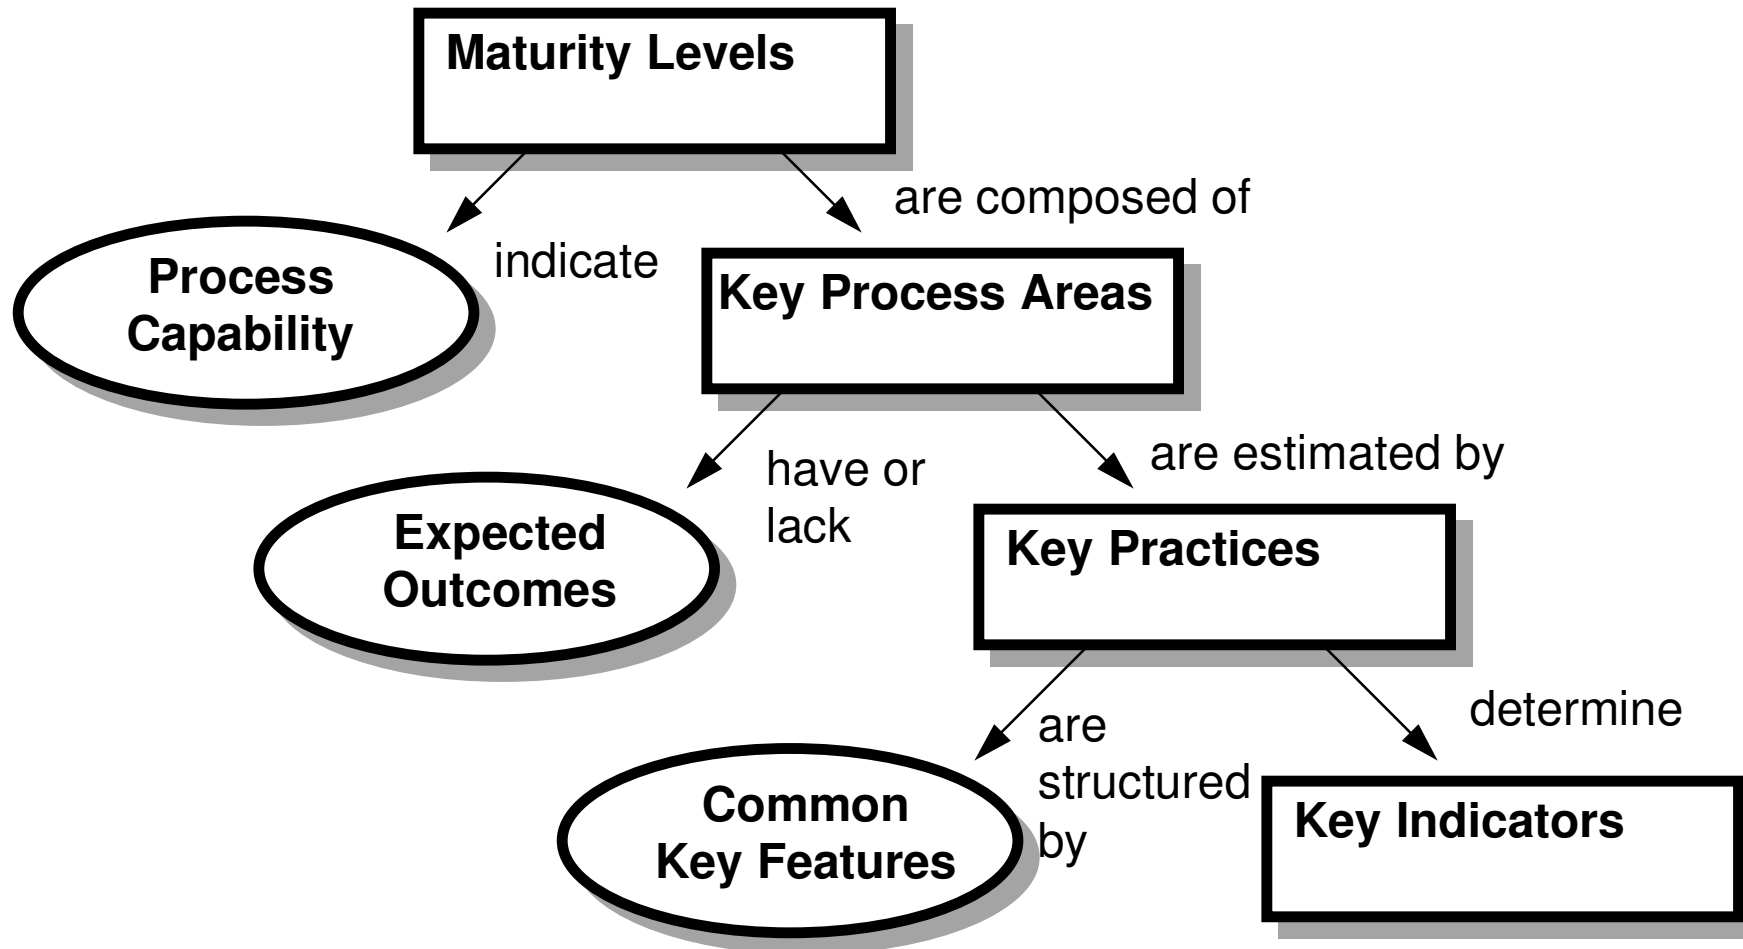 Maturity Levels
are composed of
indicate
Process
Capability
Key Process Areas
have or
lack
are estimated by
Expected
Outcomes
Key Practices
are
structured
by
determine
Common
Key Features
Key Indicators